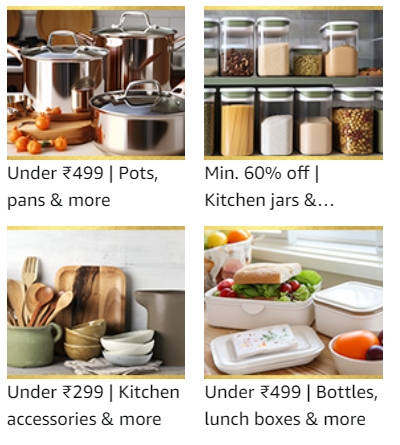 Under ₹499 | Pots,
pans & more
Min. 60% off |
Kitchen jars &...
Under ₹299 | Kitchen
accessories & more
Under ₹499 | Bottles,
lunch boxes & more